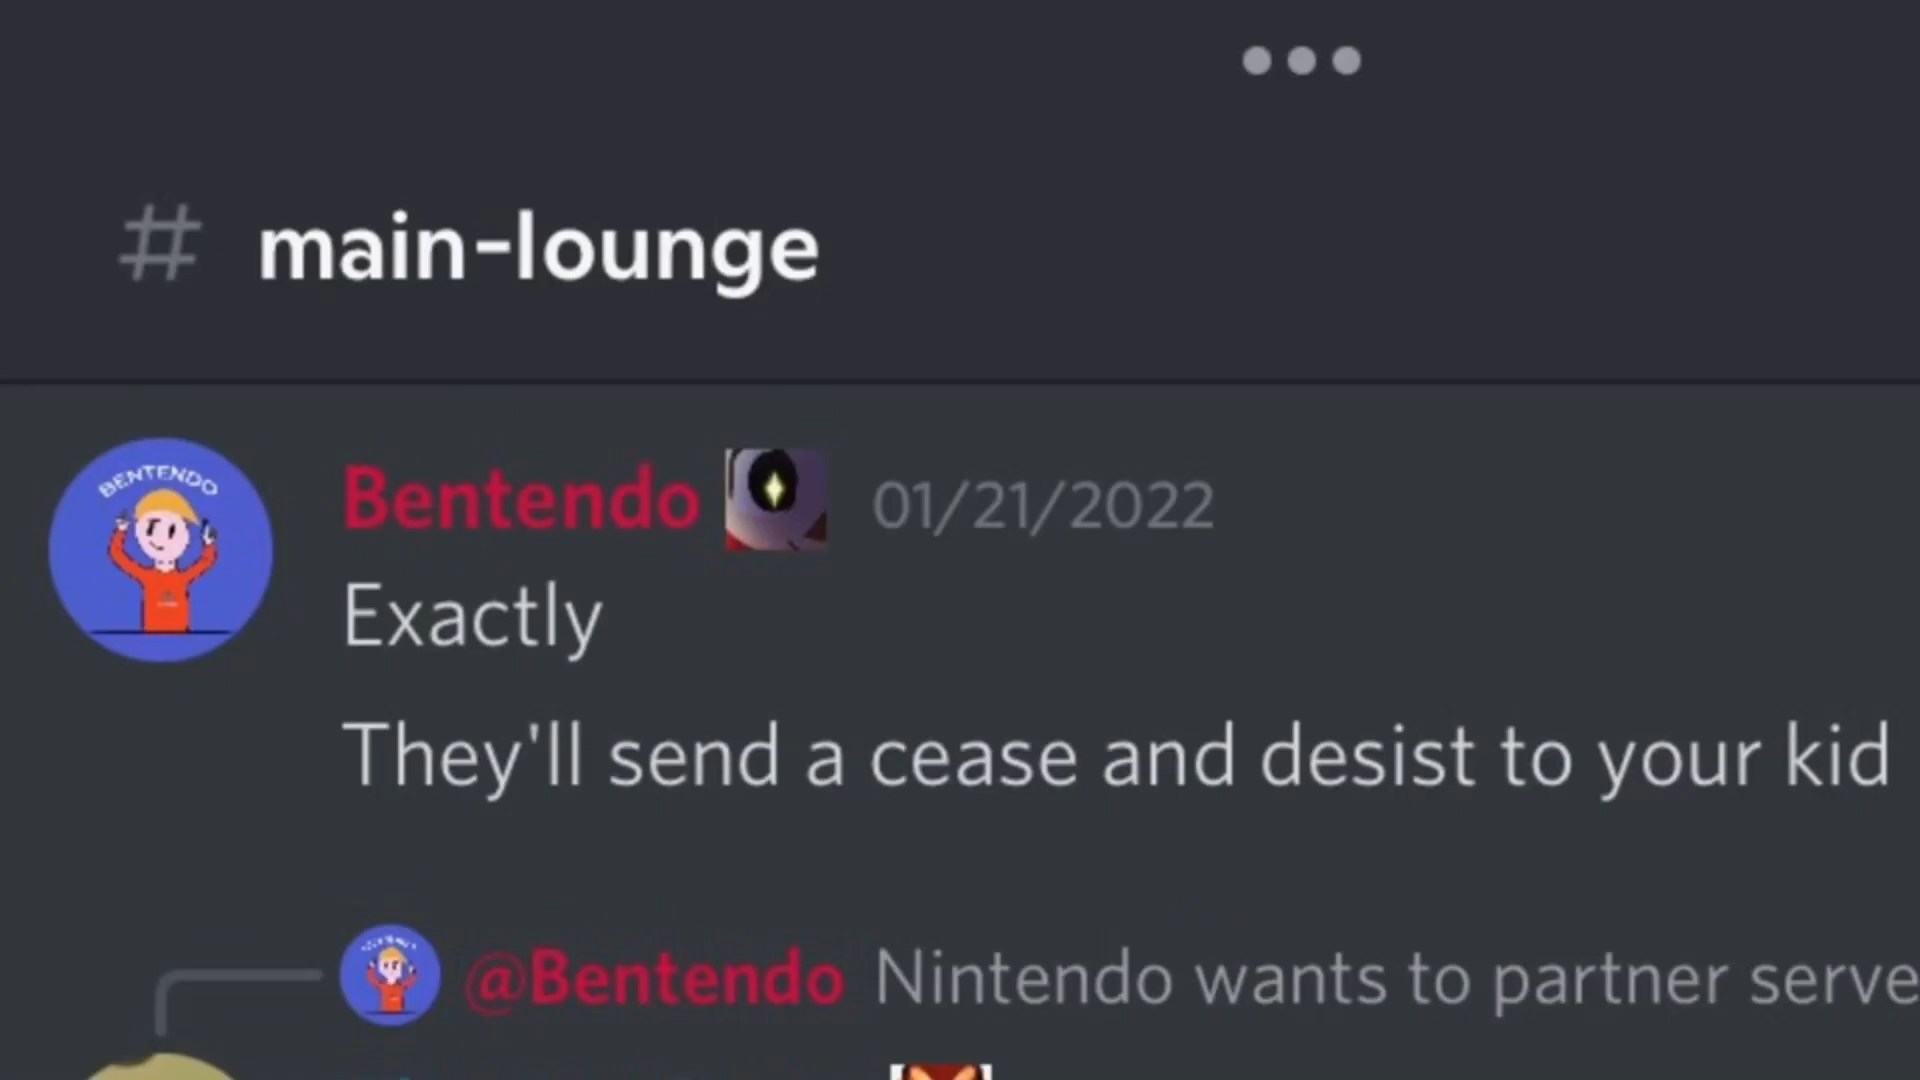 # main-lounge
BENTENDO
Bentendo 01/21/2022
Exactly
They'll send a cease and desist to your kid
@Bentendo Nintendo wants to partner serve